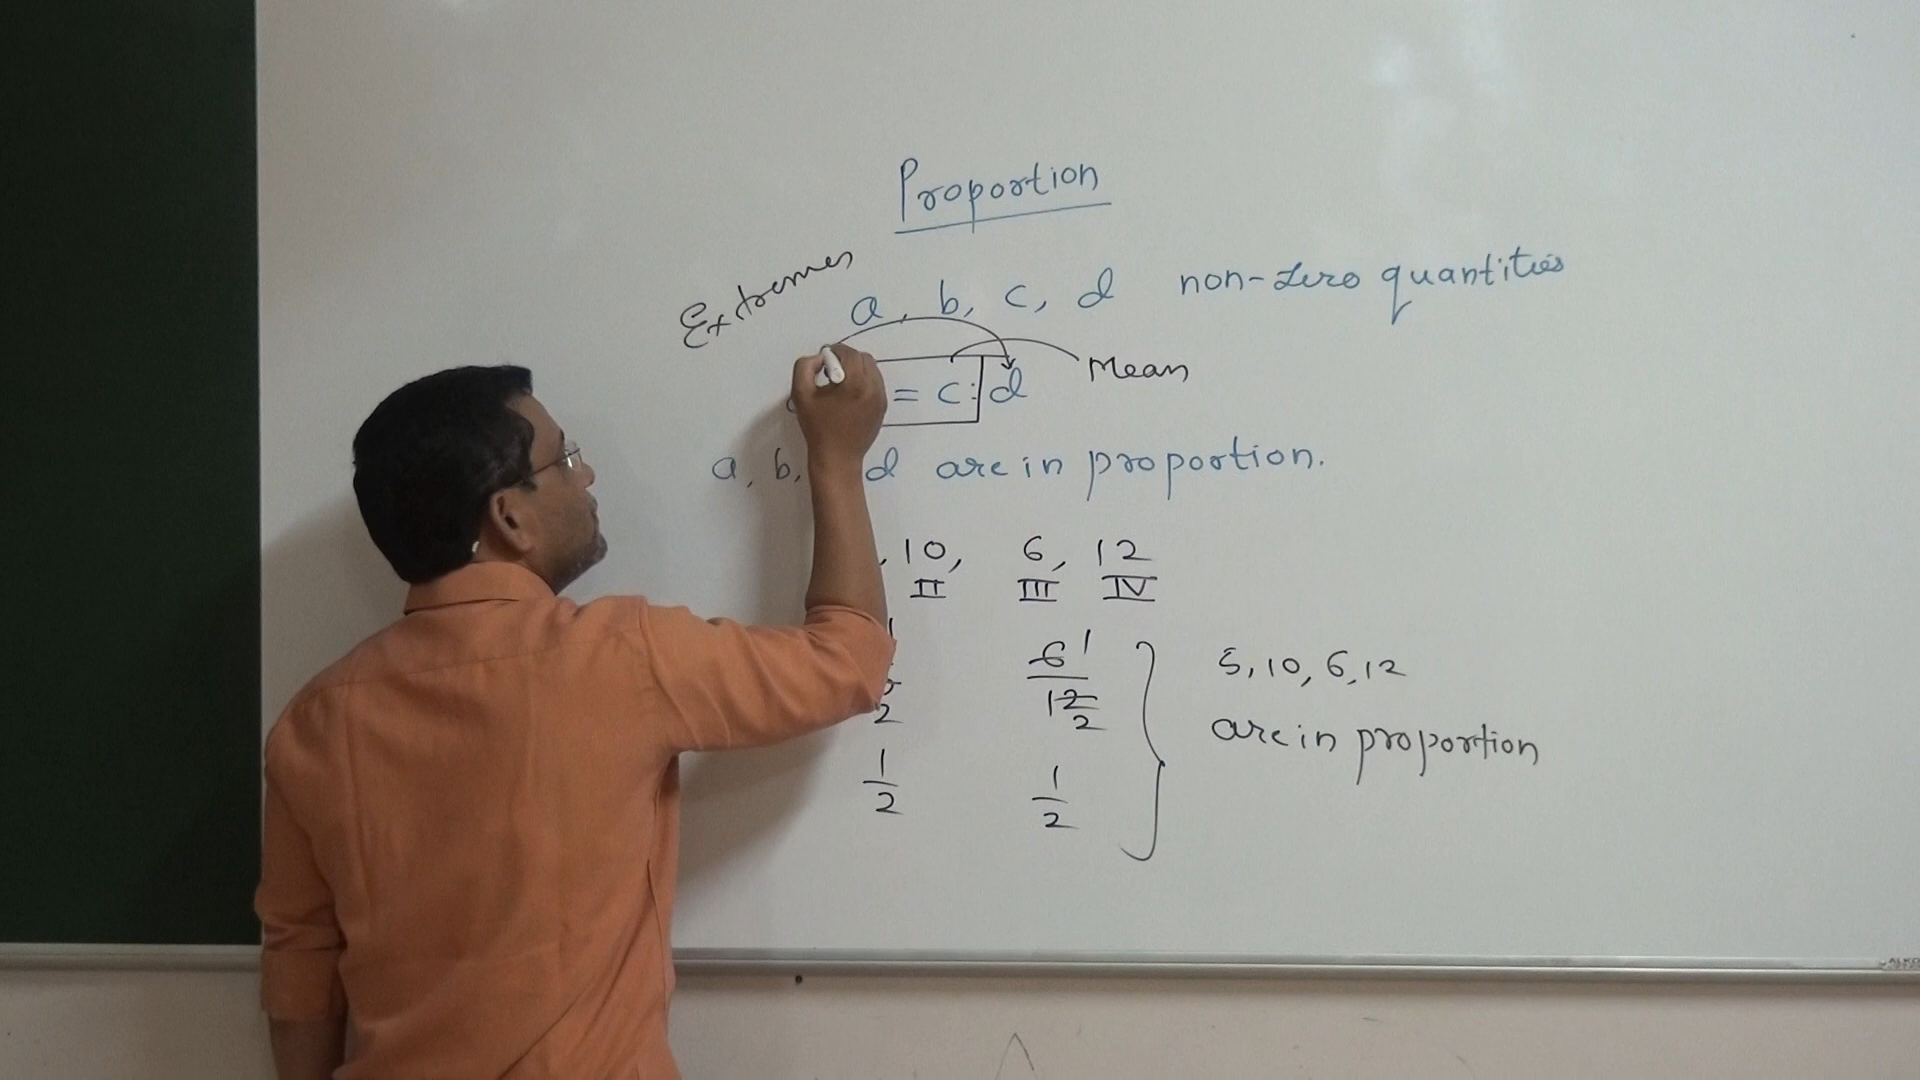 Proportion
Extremes
a, b, c, d non-zero quantities
= c : d
Mean
a, b, d are in proportion.
, 10, 6, 12
II III IV
6 1
12 2
2
1 1
2 2
5, 10, 6, 12
are in proportion